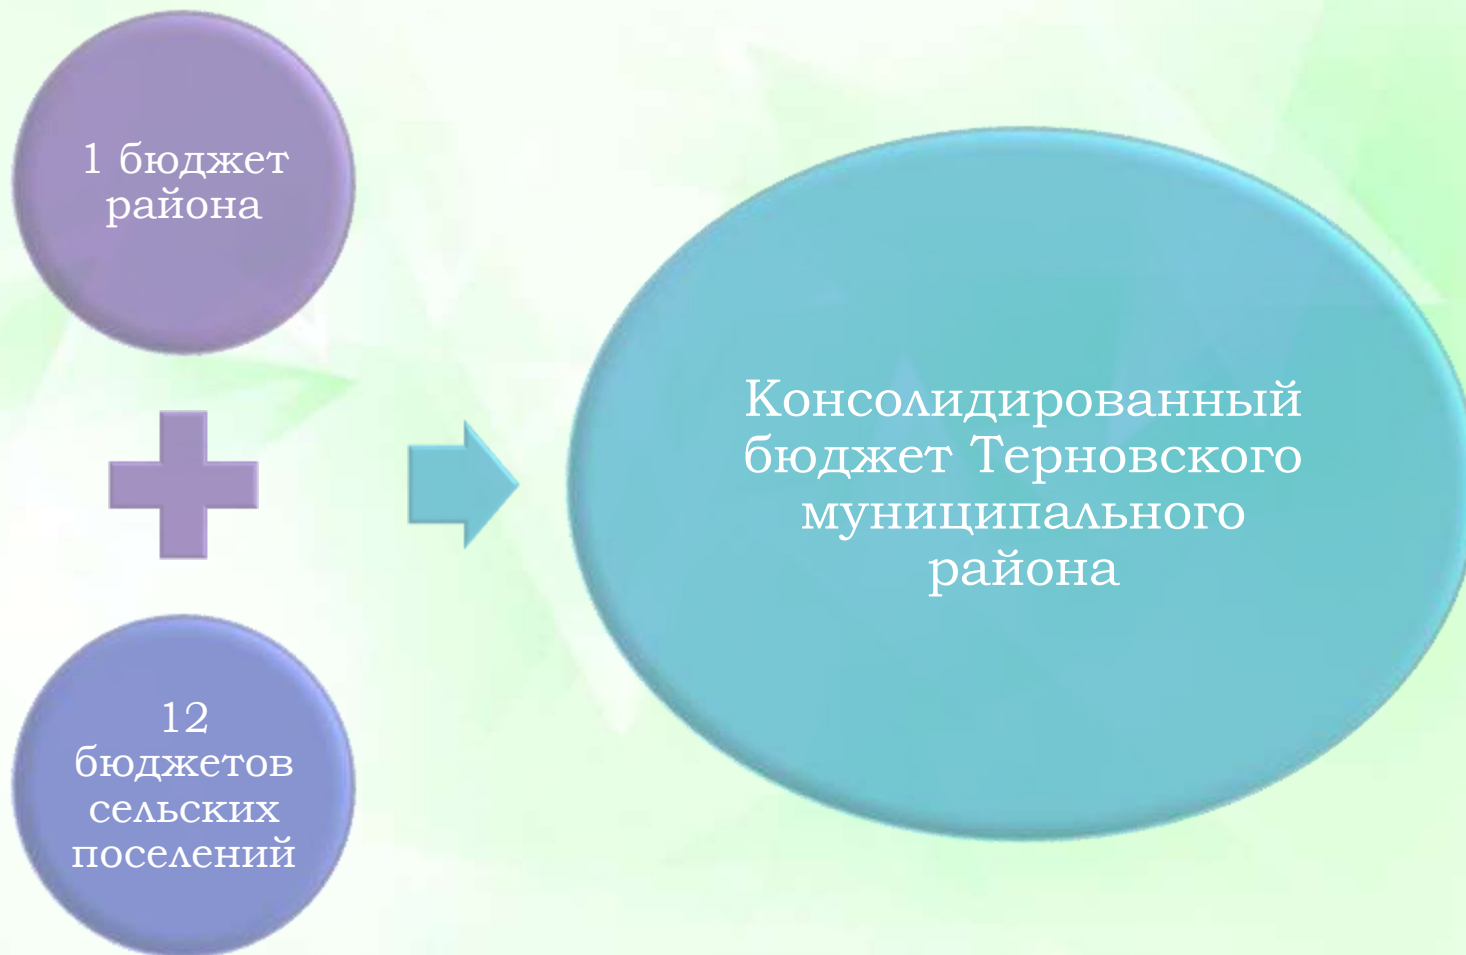 1 бюджет
района
12
бюджетов
сельских
поселений
Консолидированный
бюджет Терновского
муниципального
района